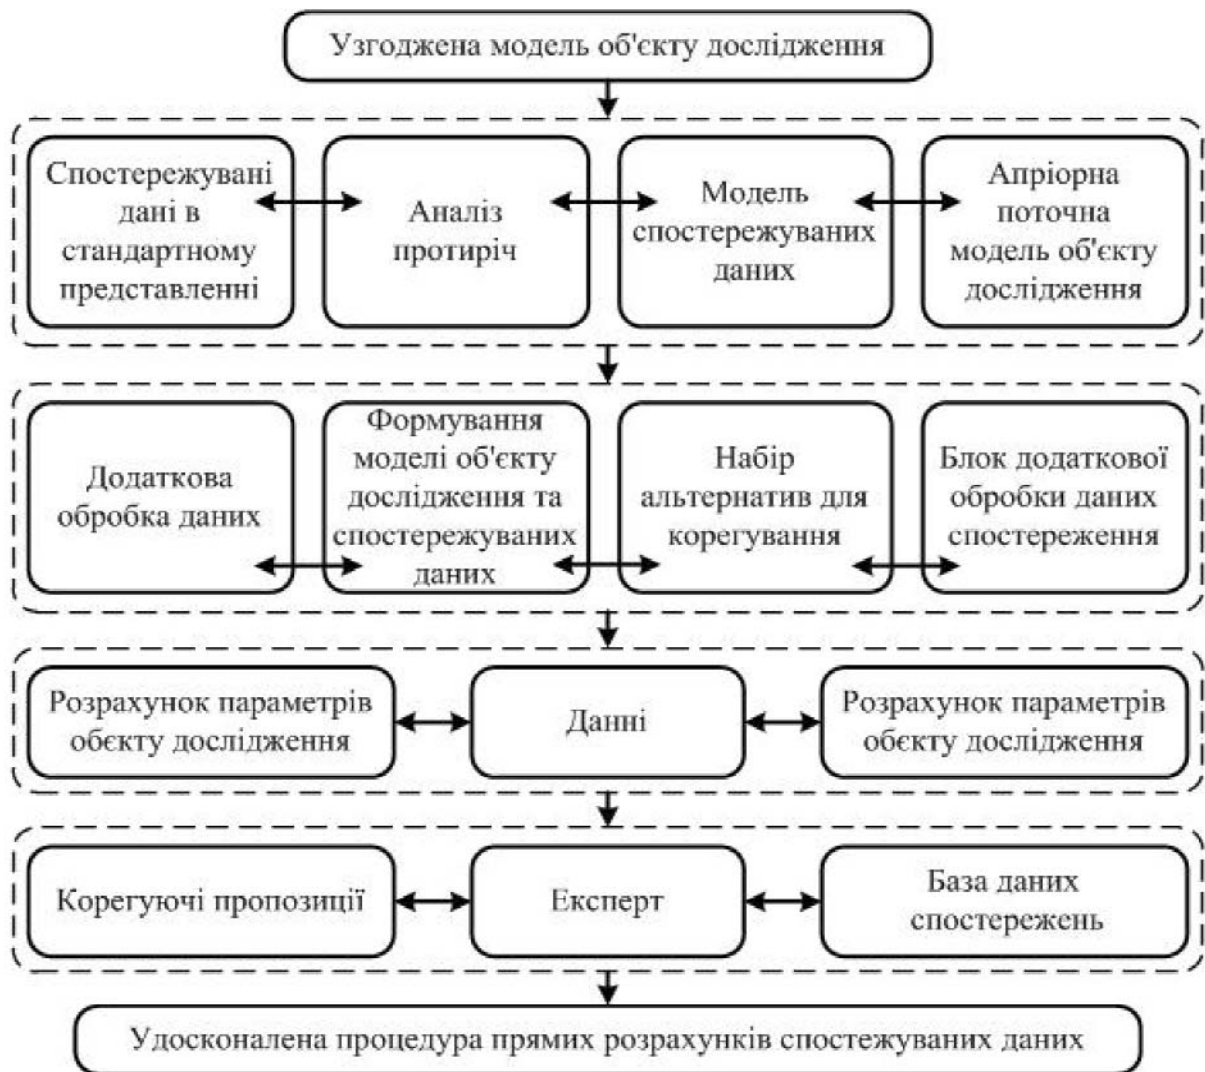 Узгоджена модель об'єкту дослідження
Спостережувані
дані в
стандартному
представленні
Аналіз
протиріч
Модель
спостережуваних
даних
Апріорна
поточна
модель об'єкту
дослідження
Додаткова
обробка даних
Формування
моделі об'єкту
дослідження та
спостережуваних
даних
Набір
альтернатив для
корегування
Блок додаткової
обробки даних
спостереження
Розрахунок параметрів
обєкту дослідження
Данні
Розрахунок параметрів
обєкту дослідження
Корегуючі пропозиції
Експерт
База даних
спостережень
Удосконалена процедура прямих розрахунків спостежуваних даних